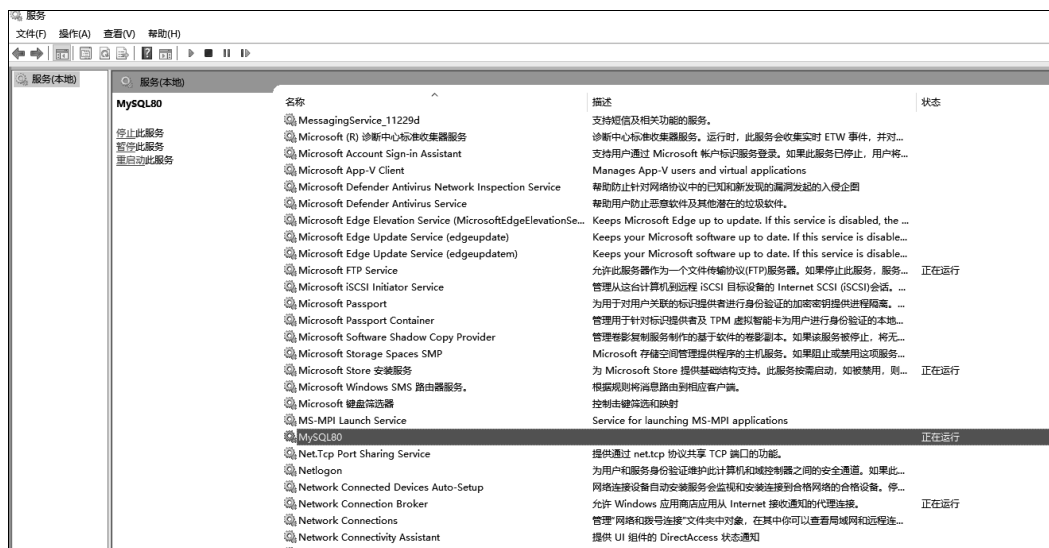 服务
文件(F) 操作(A) 查看(V) 帮助(H)
服务(本地)
服务(本地)
MySQL80
停止此服务
暂停此服务
重启动此服务
名称 描述 状态
MessagingService_11229d 支持短信及相关功能的服务。
Microsoft (R) 诊断中心标准收集器服务 诊断中心标准收集器服务。运行时，此服务会收集实时 ETW 事件，并对...
Microsoft Account Sign-in Assistant 支持用户通过 Microsoft 帐户标识服务登录。如果此服务已停止，用户将...
Microsoft App-V Client Manages App-V users and virtual applications
Microsoft Defender Antivirus Network Inspection Service 帮助防止针对网络协议中的已知和新发现的漏洞发起的入侵企图
Microsoft Defender Antivirus Service 帮助用户防止恶意软件及其他潜在的垃圾软件。
Microsoft Edge Elevation Service (MicrosoftEdgeElevationSe... Keeps Microsoft Edge up to update. If this service is disabled, the ...
Microsoft Edge Update Service (edgeupdate) Keeps your Microsoft software up to date. If this service is disable...
Microsoft Edge Update Service (edgeupdatem) Keeps your Microsoft software up to date. If this service is disable...
Microsoft FTP Service 允许此服务器作为一个文件传输协议(FTP)服务器。如果停止此服务，服务... 正在运行
Microsoft iSCSI Initiator Service 管理从这台计算机到远程 iSCSI 目标设备的 Internet SCSI (iSCSI)会话。...
Microsoft Passport 为用于对用户关联的标识提供者进行身份验证的加密密钥提供进程隔离。...
Microsoft Passport Container 管理用于针对标识提供者及 TPM 虚拟智能卡为用户进行身份验证的本地...
Microsoft Software Shadow Copy Provider 管理卷影复制服务制作的基于软件的卷影副本。如果该服务被停止，将无...
Microsoft Storage Spaces SMP Microsoft 存储空间管理提供程序的主机服务。如果阻止或禁用这项服务...
Microsoft Store 安装服务 为 Microsoft Store 提供基础结构支持。此服务按需启动，如被禁用，则... 正在运行
Microsoft Windows SMS 路由器服务。 根据规则将消息路由到相应客户端。
Microsoft 键盘筛选器 控制击键筛选和映射
MS-MPI Launch Service Service for launching MS-MPI applications
MySQL80 正在运行
Net.Tcp Port Sharing Service 提供通过 net.tcp 协议共享 TCP 端口的功能。
Netlogon 为用户和服务身份验证维护此计算机和域控制器之间的安全通道。如果此...
Network Connected Devices Auto-Setup 网络连接设备自动安装服务会监视和安装连接到合格网络的合格设备。停...
Network Connection Broker 允许 Windows 应用商店应用从 Internet 接收通知的代理连接。 正在运行
Network Connections 管理“网络和拨号连接”文件夹中对象，在其中你可以查看局域网和远程连...
Network Connectivity Assistant 提供 UI 组件的 DirectAccess 状态通知